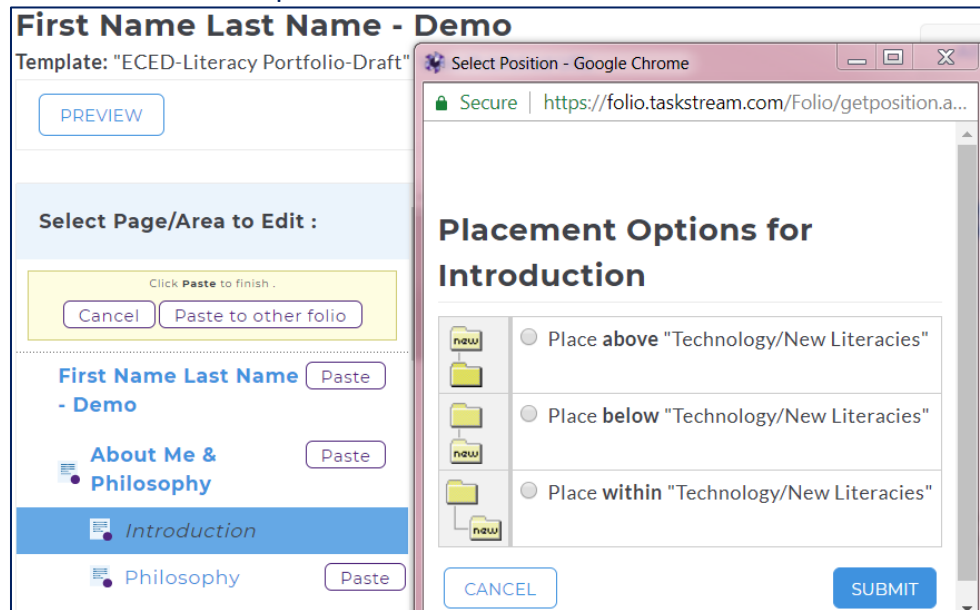 First Name Last Name - Demo
Template: "ECED-Literacy Portfolio-Draft"
PREVIEW
Select Page/Area to Edit :
Click Paste to finish .
Cancel
Paste to other folio
First Name Last Name
- Demo
Paste
About Me &
Philosophy
Paste
Introduction
Philosophy
Paste
Select Position - Google Chrome
Secure | https://folio.taskstream.com/Folio/getposition.a...
Placement Options for
Introduction
new
Place above "Technology/New Literacies"
Place below "Technology/New Literacies"
new
Place within "Technology/New Literacies"
new
CANCEL
SUBMIT